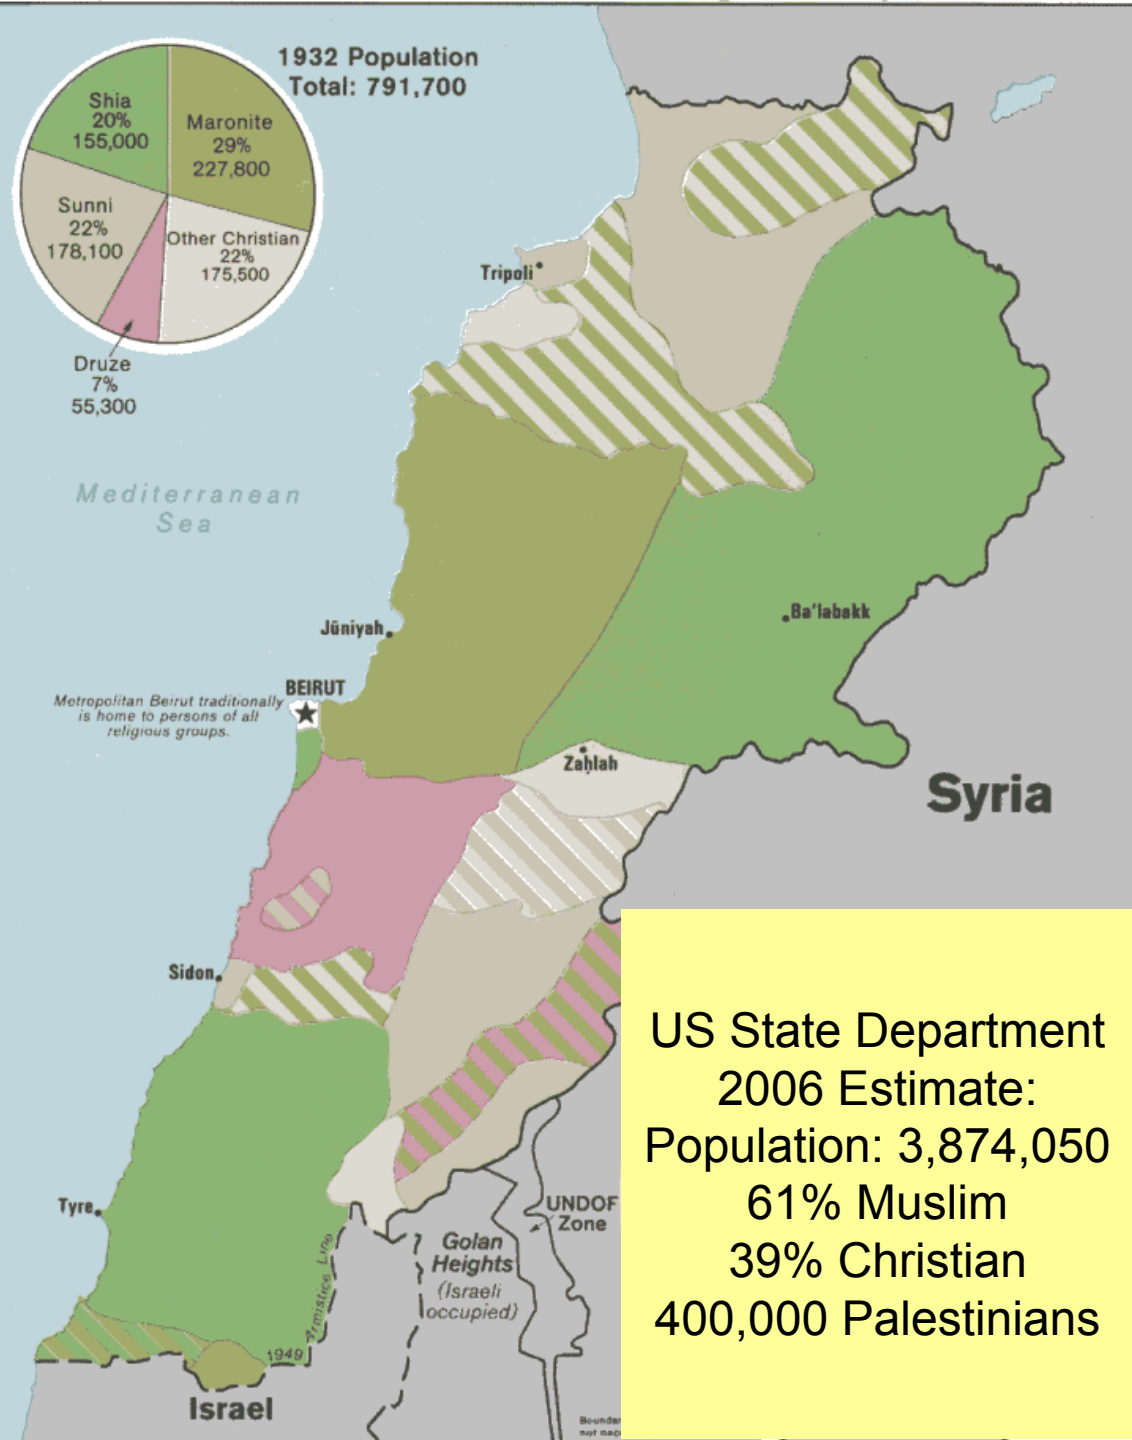 1932 Population
Total: 791,700
Shia
20%
155,000
Maronite
29%
227,800
Sunni
22%
178,100
Other Christian
22%
175,500
Druze
7%
55,300
Tripoli
Mediterranean
Sea
Ba'labakk
Jūniyah
BEIRUT
Metropolitan Beirut traditionally
is home to persons of all
religious groups.
Zaḥlah
Syria
Sidon
US State Department
2006 Estimate:
Population: 3,874,050
61% Muslim
39% Christian
400,000 Palestinians
Tyre
UNDOF
Zone
Golan
Heights
(Israeli
occupied)
1949 Armistice Line
Israel
not